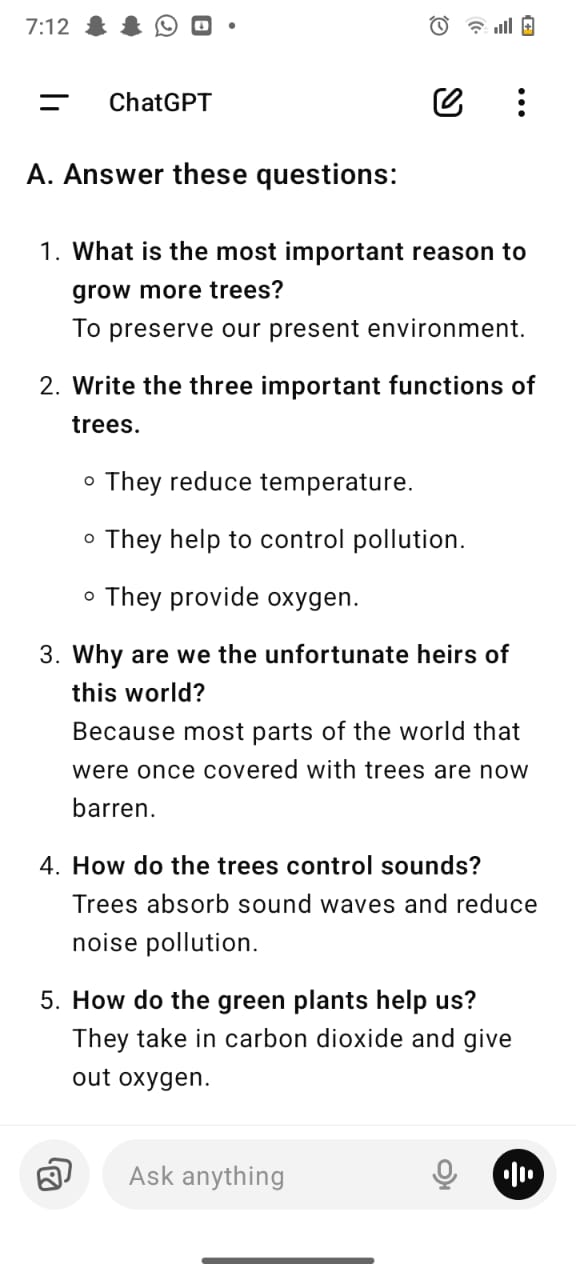 7:12
ChatGPT
A. Answer these questions:
1. What is the most important reason to
grow more trees?
To preserve our present environment.
2. Write the three important functions of
trees.
They reduce temperature.
They help to control pollution.
They provide oxygen.
3. Why are we the unfortunate heirs of
this world?
Because most parts of the world that
were once covered with trees are now
barren.
4. How do the trees control sounds?
Trees absorb sound waves and reduce
noise pollution.
5. How do the green plants help us?
They take in carbon dioxide and give
out oxygen.
Ask anything